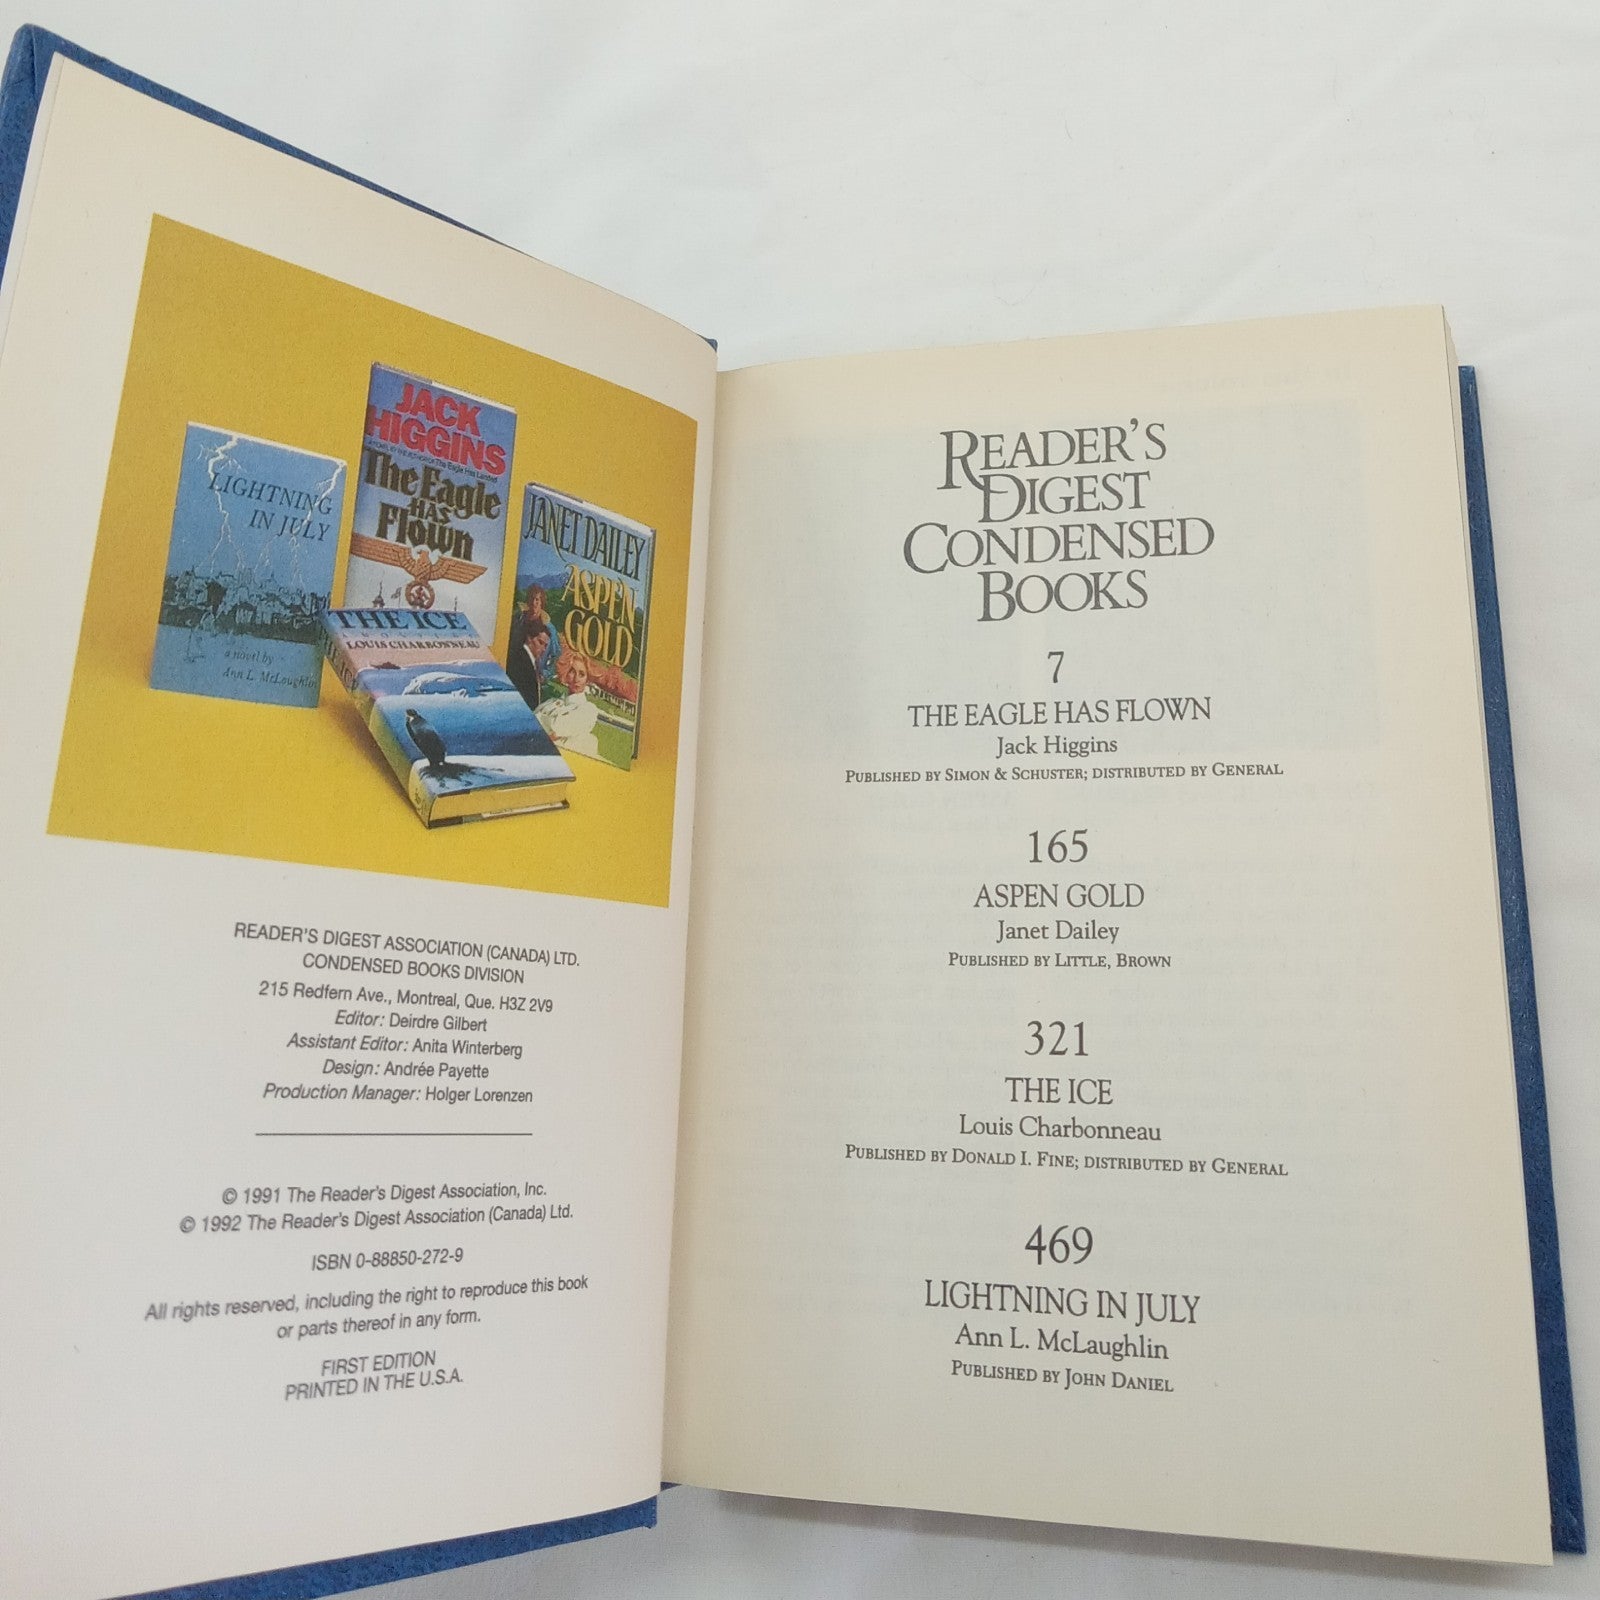 LIGHTNING
IN JULY
a novel by
Ann L. McLaughlin
JACK
HIGGINS
The Eagle
HAS
Flown
THE ICE
A NOVEL BY
LOUIS CHARBONNEAU
JANET DAILEY
ASPEN
GOLD
READER'S DIGEST ASSOCIATION (CANADA) LTD.
CONDENSED BOOKS DIVISION
215 Redfern Ave., Montreal, Que. H3Z 2V9
Editor: Deirdre Gilbert
Assistant Editor: Anita Winterberg
Design: Andrée Payette
Production Manager: Holger Lorenzen
© 1991 The Reader's Digest Association, Inc.
© 1992 The Reader's Digest Association (Canada) Ltd.
ISBN 0-88850-272-9
All rights reserved, including the right to reproduce this book
or parts thereof in any form.
FIRST EDITION
PRINTED IN THE U.S.A.
READER'S
DIGEST
CONDENSED
BOOKS
7
THE EAGLE HAS FLOWN
Jack Higgins
PUBLISHED BY SIMON & SCHUSTER; DISTRIBUTED BY GENERAL
165
ASPEN GOLD
Janet Dailey
PUBLISHED BY LITTLE, BROWN
321
THE ICE
Louis Charbonneau
PUBLISHED BY DONALD I. FINE; DISTRIBUTED BY GENERAL
469
LIGHTNING IN JULY
Ann L. McLaughlin
PUBLISHED BY JOHN DANIEL